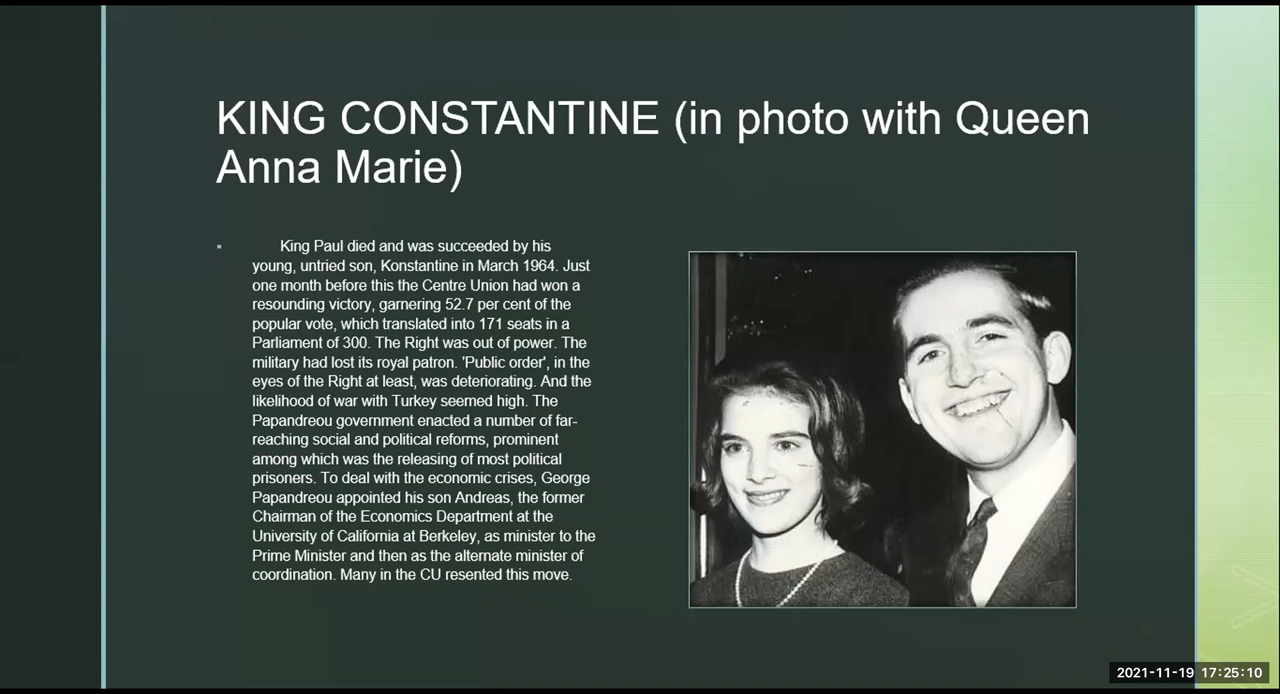 KING CONSTANTINE (in photo with Queen
Anna Marie)
King Paul died and was succeeded by his
young, untried son, Konstantine in March 1964. Just
one month before this the Centre Union had won a
resounding victory, garnering 52.7 per cent of the
popular vote, which translated into 171 seats in a
Parliament of 300. The Right was out of power. The
military had lost its royal patron. 'Public order', in the
eyes of the Right at least, was deteriorating. And the
likelihood of war with Turkey seemed high. The
Papandreou government enacted a number of far-
reaching social and political reforms, prominent
among which was the releasing of most political
prisoners. To deal with the economic crises, George
Papandreou appointed his son Andreas, the former
Chairman of the Economics Department at the
University of California at Berkeley, as minister to the
Prime Minister and then as the alternate minister of
coordination. Many in the CU resented this move.
2021-11-19 17:25:10